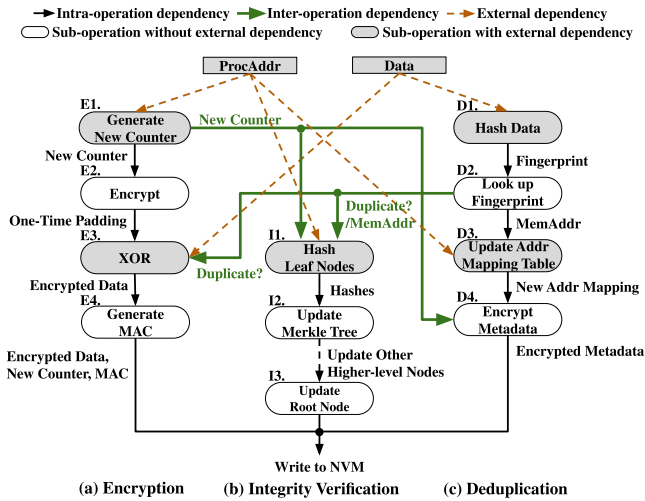 Intra-operation dependency
Inter-operation dependency
External dependency
Sub-operation without external dependency
Sub-operation with external dependency
ProcAddr
Data
E1.
Generate
New Counter
New Counter
D1.
Hash Data
New Counter
Fingerprint
E2.
Encrypt
D2.
Look up
Fingerprint
One-Time Padding
Duplicate?
/MemAddr
MemAddr
E3.
XOR
Duplicate?
I1.
Hash
Leaf Nodes
D3.
Update Addr
Mapping Table
Encrypted Data
Hashes
New Addr Mapping
E4.
Generate
MAC
I2.
Update
Merkle Tree
D4.
Encrypt
Metadata
Encrypted Data,
New Counter, MAC
Update Other
Higher-level Nodes
Encrypted Metadata
I3.
Update
Root Node
Write to NVM
(a) Encryption
(b) Integrity Verification
(c) Deduplication